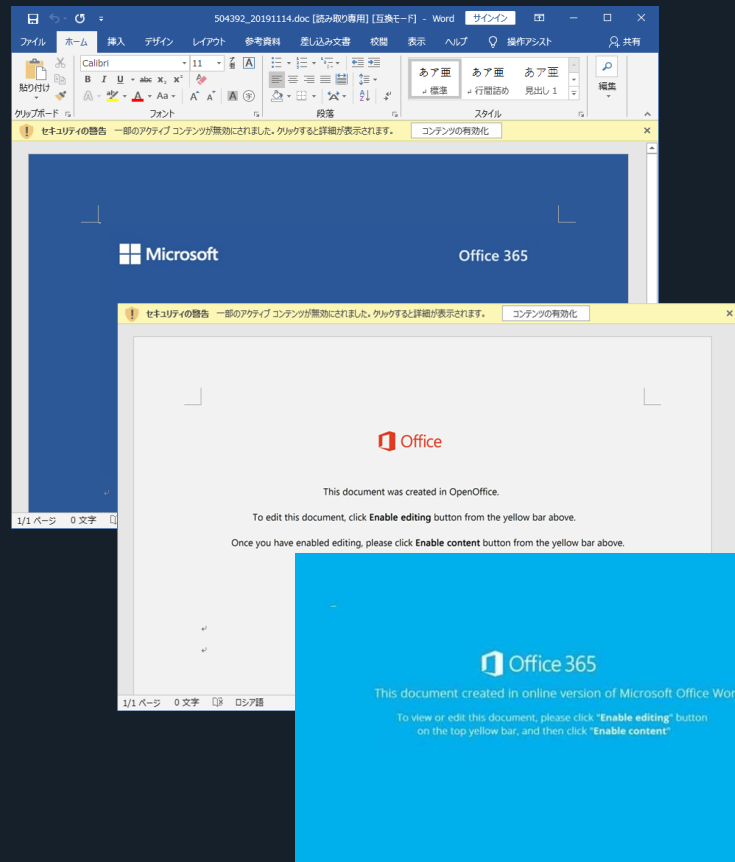 504392_20191114.doc [読み取り専用] [互換モード] - Word サインイン
ファイル ホーム 挿入 デザイン レイアウト 参考資料 差し込み文書 校閲 表示 ヘルプ 操作アシスト 共有
Calibri 11
あア亜 あア亜 あア亜
貼り付け
B I U abc X₂ X²
標準 行間詰め 見出し 1
編集
A Aa A A A
クリップボード フォント 段落 スタイル
セキュリティの警告 一部のアクティブ コンテンツが無効にされました。クリックすると詳細が表示されます。 コンテンツの有効化
Microsoft Office 365
セキュリティの警告 一部のアクティブ コンテンツが無効にされました。クリックすると詳細が表示されます。 コンテンツの有効化
Office
This document was created in OpenOffice.
To edit this document, click Enable editing button from the yellow bar above.
Once you have enabled editing, please click Enable content button from the yellow bar above.
1/1 ページ 0 文字
1/1 ページ 0 文字 ロシア語
Office 365
This document created in online version of Microsoft Office Wor
To view or edit this document, please click "Enable editing" button
on the top yellow bar, and then click "Enable content"